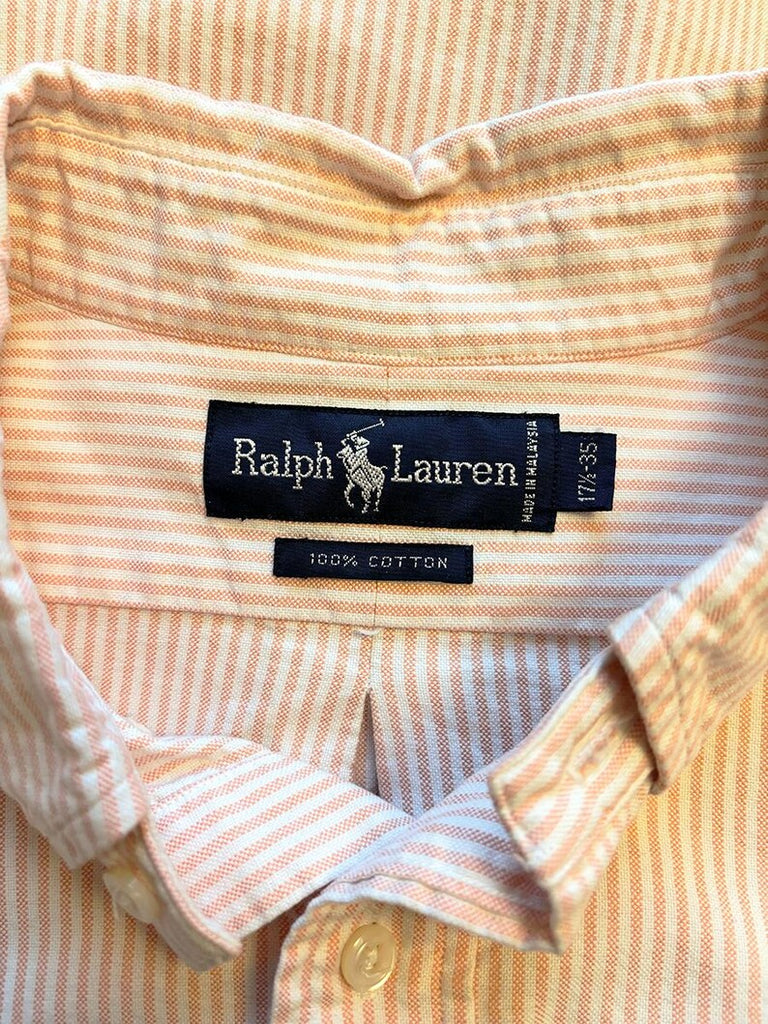 Ralph Lauren
MADE IN MALAYSIA
17½-35
100% COTTON